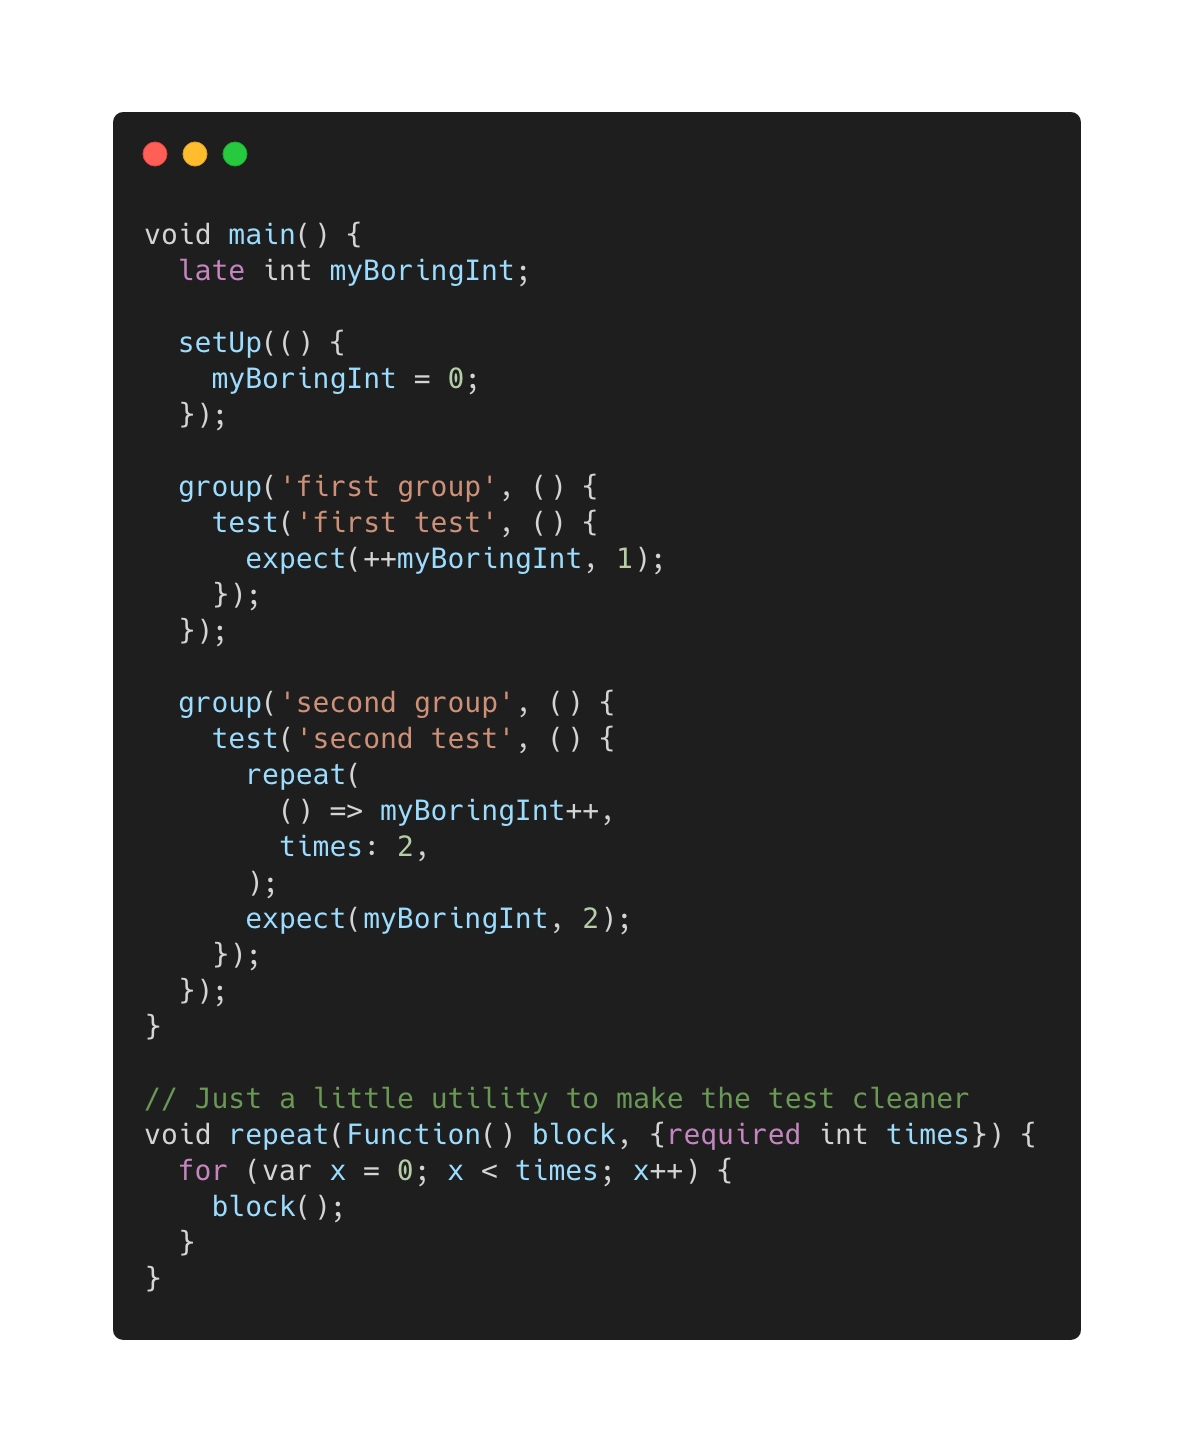 void main() {
  late int myBoringInt;

  setUp(() {
    myBoringInt = 0;
  });

  group('first group', () {
    test('first test', () {
      expect(++myBoringInt, 1);
    });
  });

  group('second group', () {
    test('second test', () {
      repeat(
        () => myBoringInt++,
        times: 2,
      );
      expect(myBoringInt, 2);
    });
  });
}

// Just a little utility to make the test cleaner
void repeat(Function() block, {required int times}) {
  for (var x = 0; x < times; x++) {
    block();
  }
}